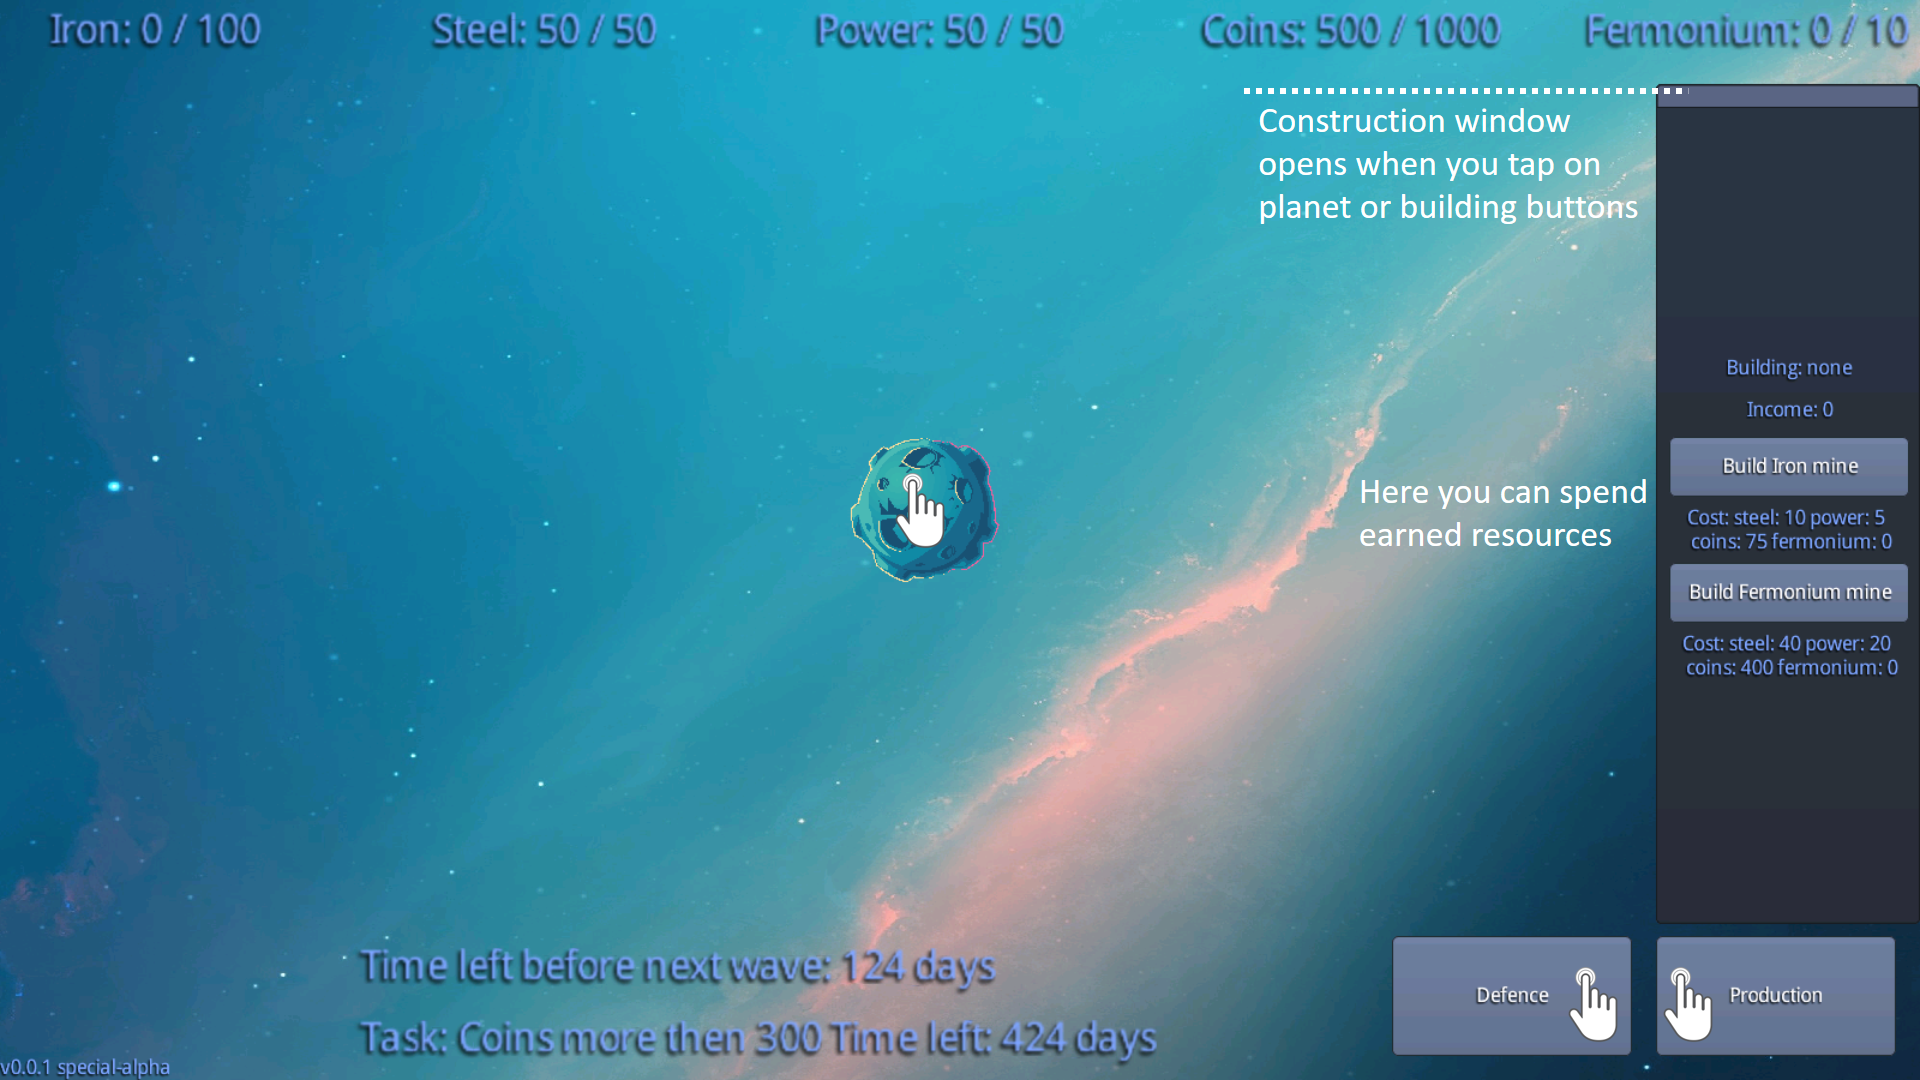 Iron: 0 / 100
Steel: 50 / 50
Power: 50 / 50
Coins: 500 / 1000
Fermonium: 0 / 10
Construction window
opens when you tap on
planet or building buttons
Building: none
Income: 0
Build Iron mine
Here you can spend
earned resources
Cost: steel: 10 power: 5
coins: 75 fermonium: 0
Build Fermonium mine
Cost: steel: 40 power: 20
coins: 400 fermonium: 0
Time left before next wave: 124 days
Task: Coins more then 300 Time left: 424 days
Defence
Production
v0.0.1 special-alpha